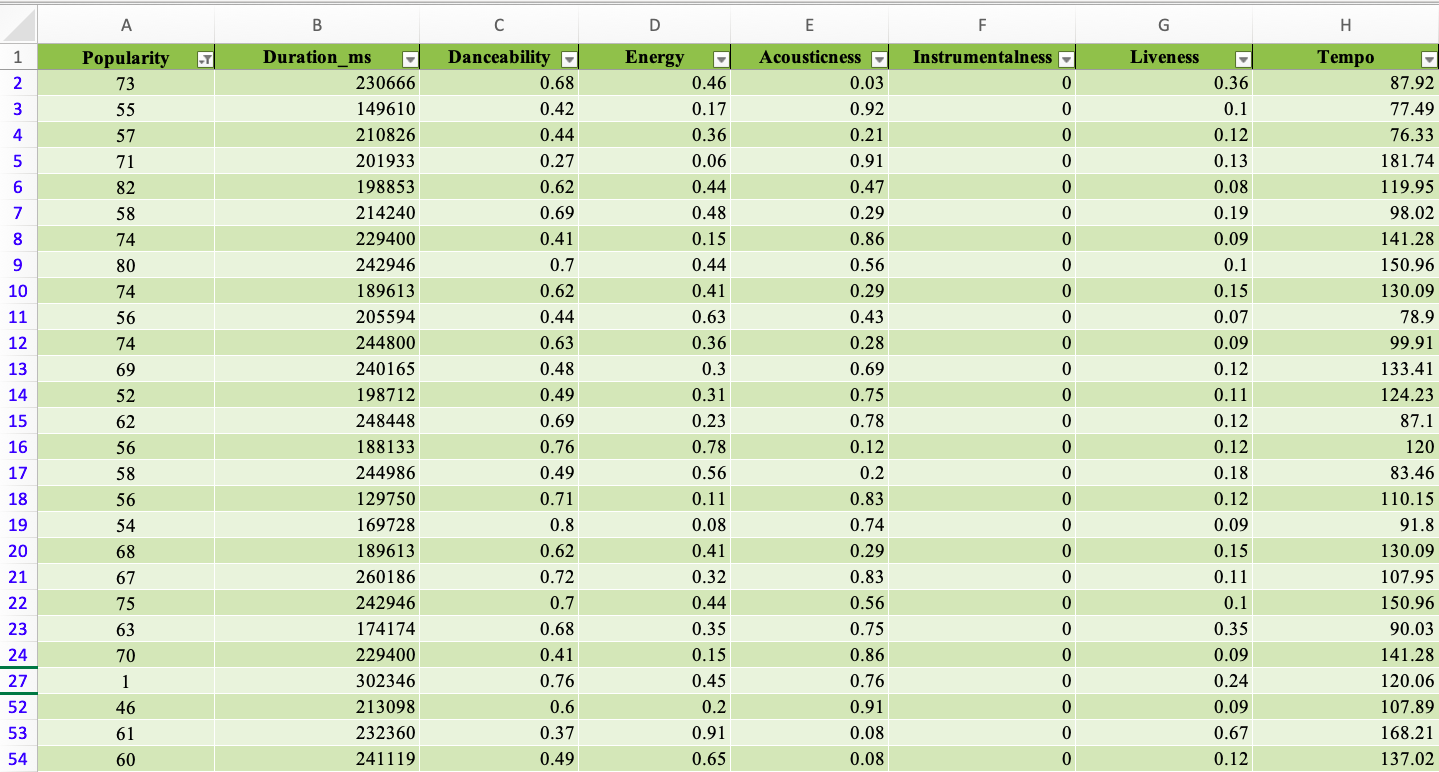 A B C D E F G H
1 Popularity Duration_ms Danceability Energy Acousticness Instrumentalness Liveness Tempo
2 73 230666 0.68 0.46 0.03 0 0.36 87.92
3 55 149610 0.42 0.17 0.92 0 0.1 77.49
4 57 210826 0.44 0.36 0.21 0 0.12 76.33
5 71 201933 0.27 0.06 0.91 0 0.13 181.74
6 82 198853 0.62 0.44 0.47 0 0.08 119.95
7 58 214240 0.69 0.48 0.29 0 0.19 98.02
8 74 229400 0.41 0.15 0.86 0 0.09 141.28
9 80 242946 0.7 0.44 0.56 0 0.1 150.96
10 74 189613 0.62 0.41 0.29 0 0.15 130.09
11 56 205594 0.44 0.63 0.43 0 0.07 78.9
12 74 244800 0.63 0.36 0.28 0 0.09 99.91
13 69 240165 0.48 0.3 0.69 0 0.12 133.41
14 52 198712 0.49 0.31 0.75 0 0.11 124.23
15 62 248448 0.69 0.23 0.78 0 0.12 87.1
16 56 188133 0.76 0.78 0.12 0 0.12 120
17 58 244986 0.49 0.56 0.2 0 0.18 83.46
18 56 129750 0.71 0.11 0.83 0 0.12 110.15
19 54 169728 0.8 0.08 0.74 0 0.09 91.8
20 68 189613 0.62 0.41 0.29 0 0.15 130.09
21 67 260186 0.72 0.32 0.83 0 0.11 107.95
22 75 242946 0.7 0.44 0.56 0 0.1 150.96
23 63 174174 0.68 0.35 0.75 0 0.35 90.03
24 70 229400 0.41 0.15 0.86 0 0.09 141.28
27 1 302346 0.76 0.45 0.76 0 0.24 120.06
52 46 213098 0.6 0.2 0.91 0 0.09 107.89
53 61 232360 0.37 0.91 0.08 0 0.67 168.21
54 60 241119 0.49 0.65 0.08 0 0.12 137.02